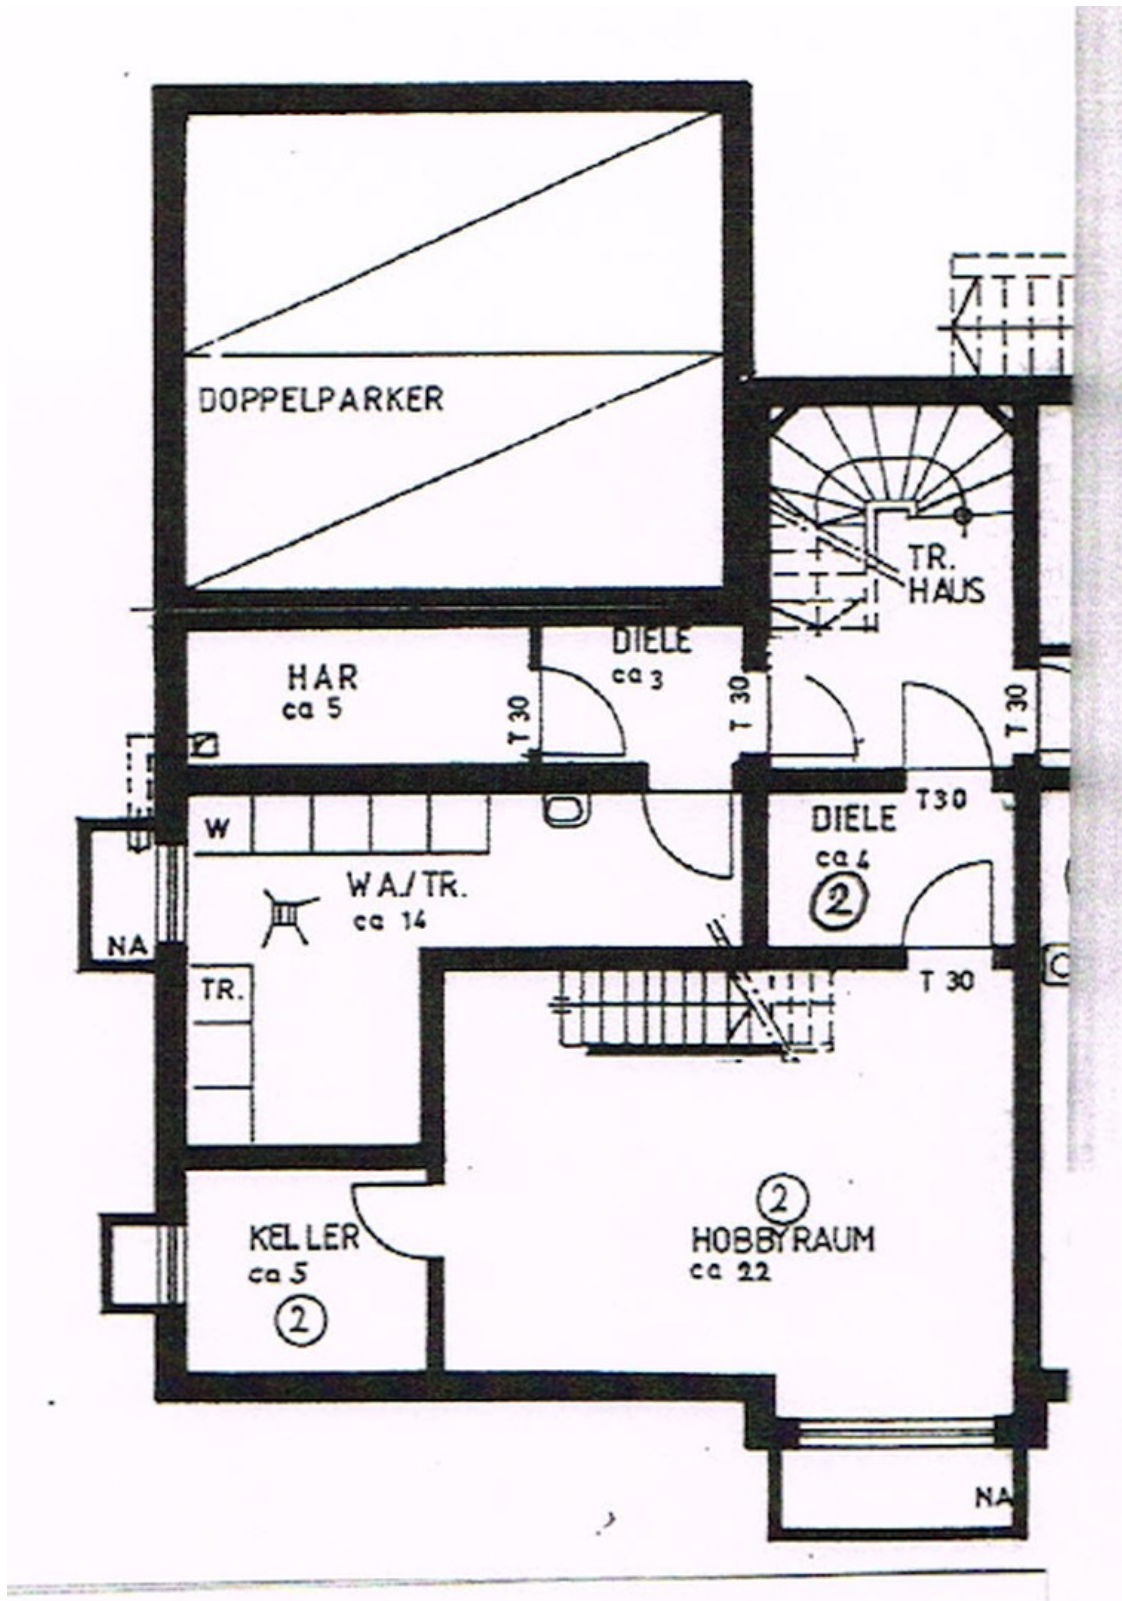 DOPPELPARKER
TR.
HAUS
DIELE
ca 3
HAR
ca 5
T 30
T 30
T 30
T30
DIELE
ca 4
2
W
WA./TR.
ca 14
NA
TR.
T 30
2
HOBBYRAUM
ca 22
KELLER
ca 5
2
NA